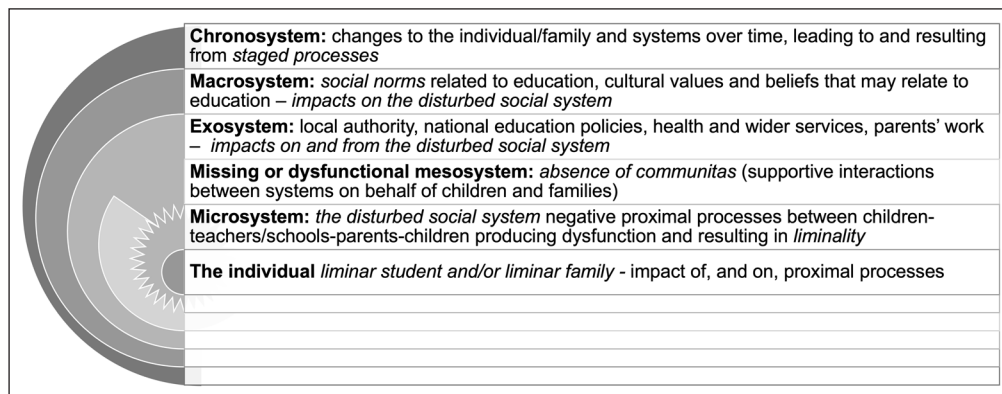 Chronosystem: changes to the individual/family and systems over time, leading to and resulting
from staged processes
Macrosystem: social norms related to education, cultural values and beliefs that may relate to
education – impacts on the disturbed social system
Exosystem: local authority, national education policies, health and wider services, parents' work
– impacts on and from the disturbed social system
Missing or dysfunctional mesosystem: absence of communitas (supportive interactions
between systems on behalf of children and families)
Microsystem: the disturbed social system negative proximal processes between children-
teachers/schools-parents-children producing dysfunction and resulting in liminality
The individual liminar student and/or liminar family - impact of, and on, proximal processes